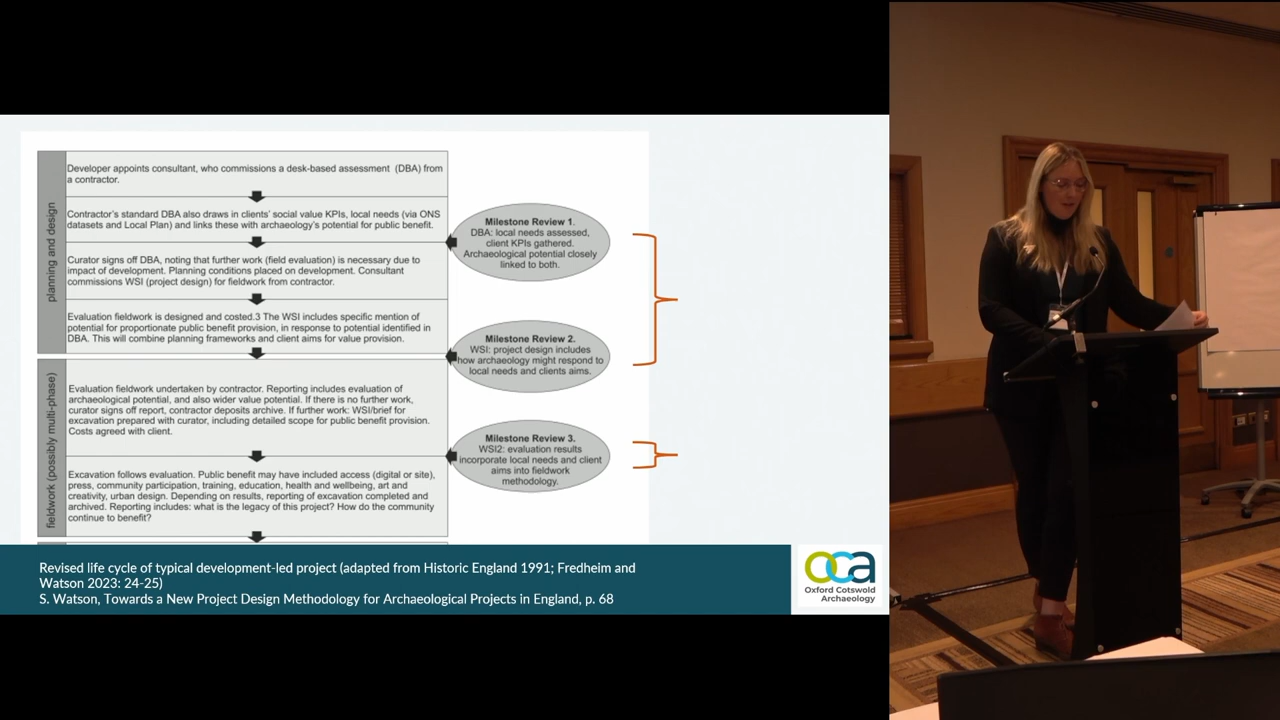 planning and design
Developer appoints consultant, who commissions a desk-based assessment (DBA) from
a contractor.
Contractor's standard DBA also draws in clients' social value KPIs, local needs (via ONS
datasets and Local Plan) and links these with archaeology's potential for public benefit.
Curator signs off DBA, noting that further work (field evaluation) is necessary due to
impact of development. Planning conditions placed on development. Consultant
commissions WSI (project design) for fieldwork from contractor.
Evaluation fieldwork is designed and costed.3 The WSI includes specific mention of
potential for proportionate public benefit provision, in response to potential identified in
DBA. This will combine planning frameworks and client aims for value provision.
fieldwork (possibly multi-phase)
Evaluation fieldwork undertaken by contractor. Reporting includes evaluation of
archaeological potential, and also wider value potential. If there is no further work,
curator signs off report, contractor deposits archive. If further work: WSI/brief for
excavation prepared with curator, including detailed scope for public benefit provision.
Costs agreed with client.
Excavation follows evaluation. Public benefit may have included access (digital or site),
press, community participation, training, education, health and wellbeing, art and
creativity, urban design. Depending on results, reporting of excavation completed and
archived. Reporting includes: what is the legacy of this project? How do the community
continue to benefit?
Milestone Review 1.
DBA: local needs assessed,
client KPIs gathered.
Archaeological potential closely
linked to both.
Milestone Review 2.
WSI: project design includes
how archaeology might respond to
local needs and clients aims.
Milestone Review 3.
WSI2: evaluation results
incorporate local needs and client
aims into fieldwork
methodology.
Revised life cycle of typical development-led project (adapted from Historic England 1991; Fredheim and
Watson 2023: 24-25)
S. Watson, Towards a New Project Design Methodology for Archaeological Projects in England, p. 68
oca
Oxford Cotswold
Archaeology